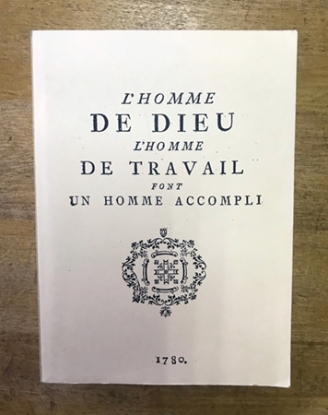 L'HOMME
DE DIEU
L'HOMME
DE TRAVAIL
FONT
UN HOMME ACCOMPLI
1780.